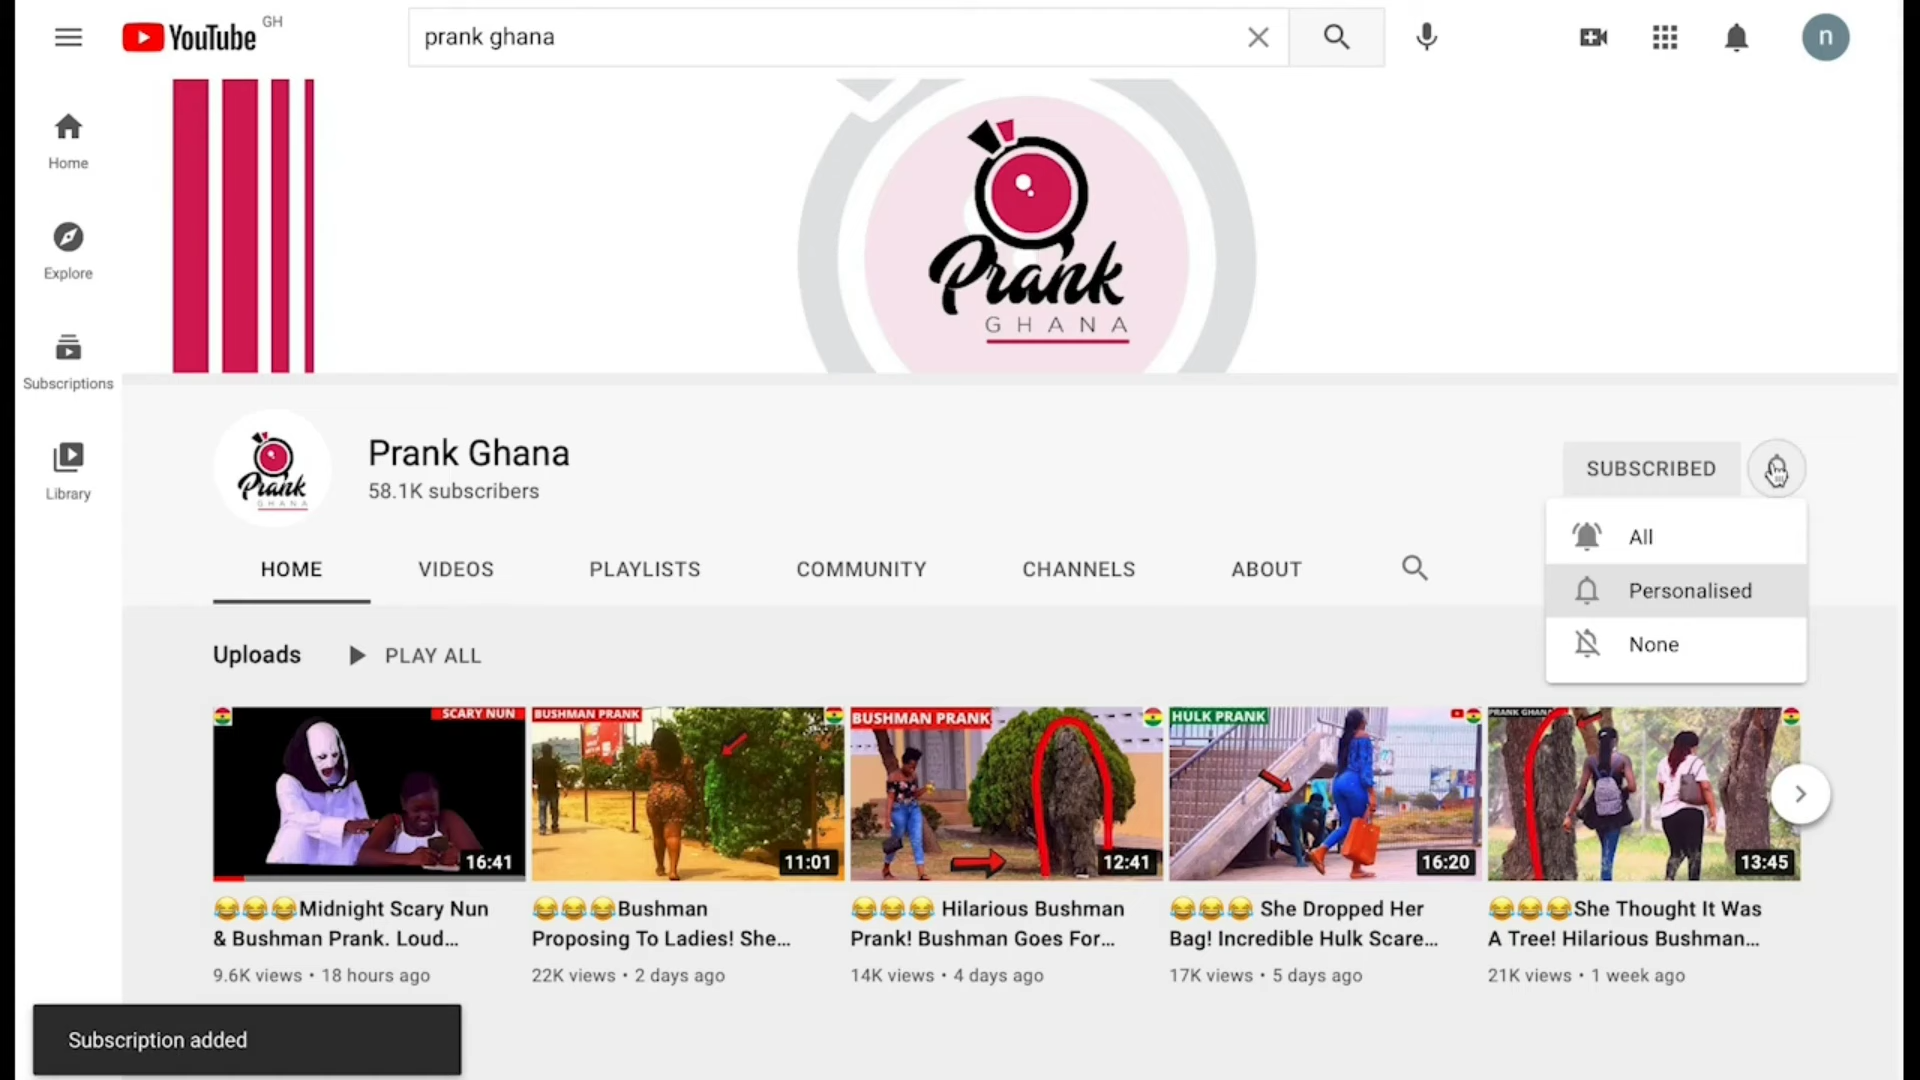 YouTube GH
prank ghana
n
Home
Explore
Subscriptions
Library
Prank
GHANA
Prank
GHANA
Prank Ghana
58.1K subscribers
SUBSCRIBED
All
Personalised
None
HOME VIDEOS PLAYLISTS COMMUNITY CHANNELS ABOUT
Uploads PLAY ALL
SCARY NUN
16:41
BUSHMAN PRANK
11:01
BUSHMAN PRANK
12:41
HULK PRANK
16:20
PRANK GHANA
13:45
😂😂😂Midnight Scary Nun
& Bushman Prank. Loud...
9.6K views • 18 hours ago
😂😂😂Bushman
Proposing To Ladies! She...
22K views • 2 days ago
😂😂😂 Hilarious Bushman
Prank! Bushman Goes For...
14K views • 4 days ago
😂😂😂 She Dropped Her
Bag! Incredible Hulk Scare...
17K views • 5 days ago
😂😂😂She Thought It Was
A Tree! Hilarious Bushman...
21K views • 1 week ago
Subscription added